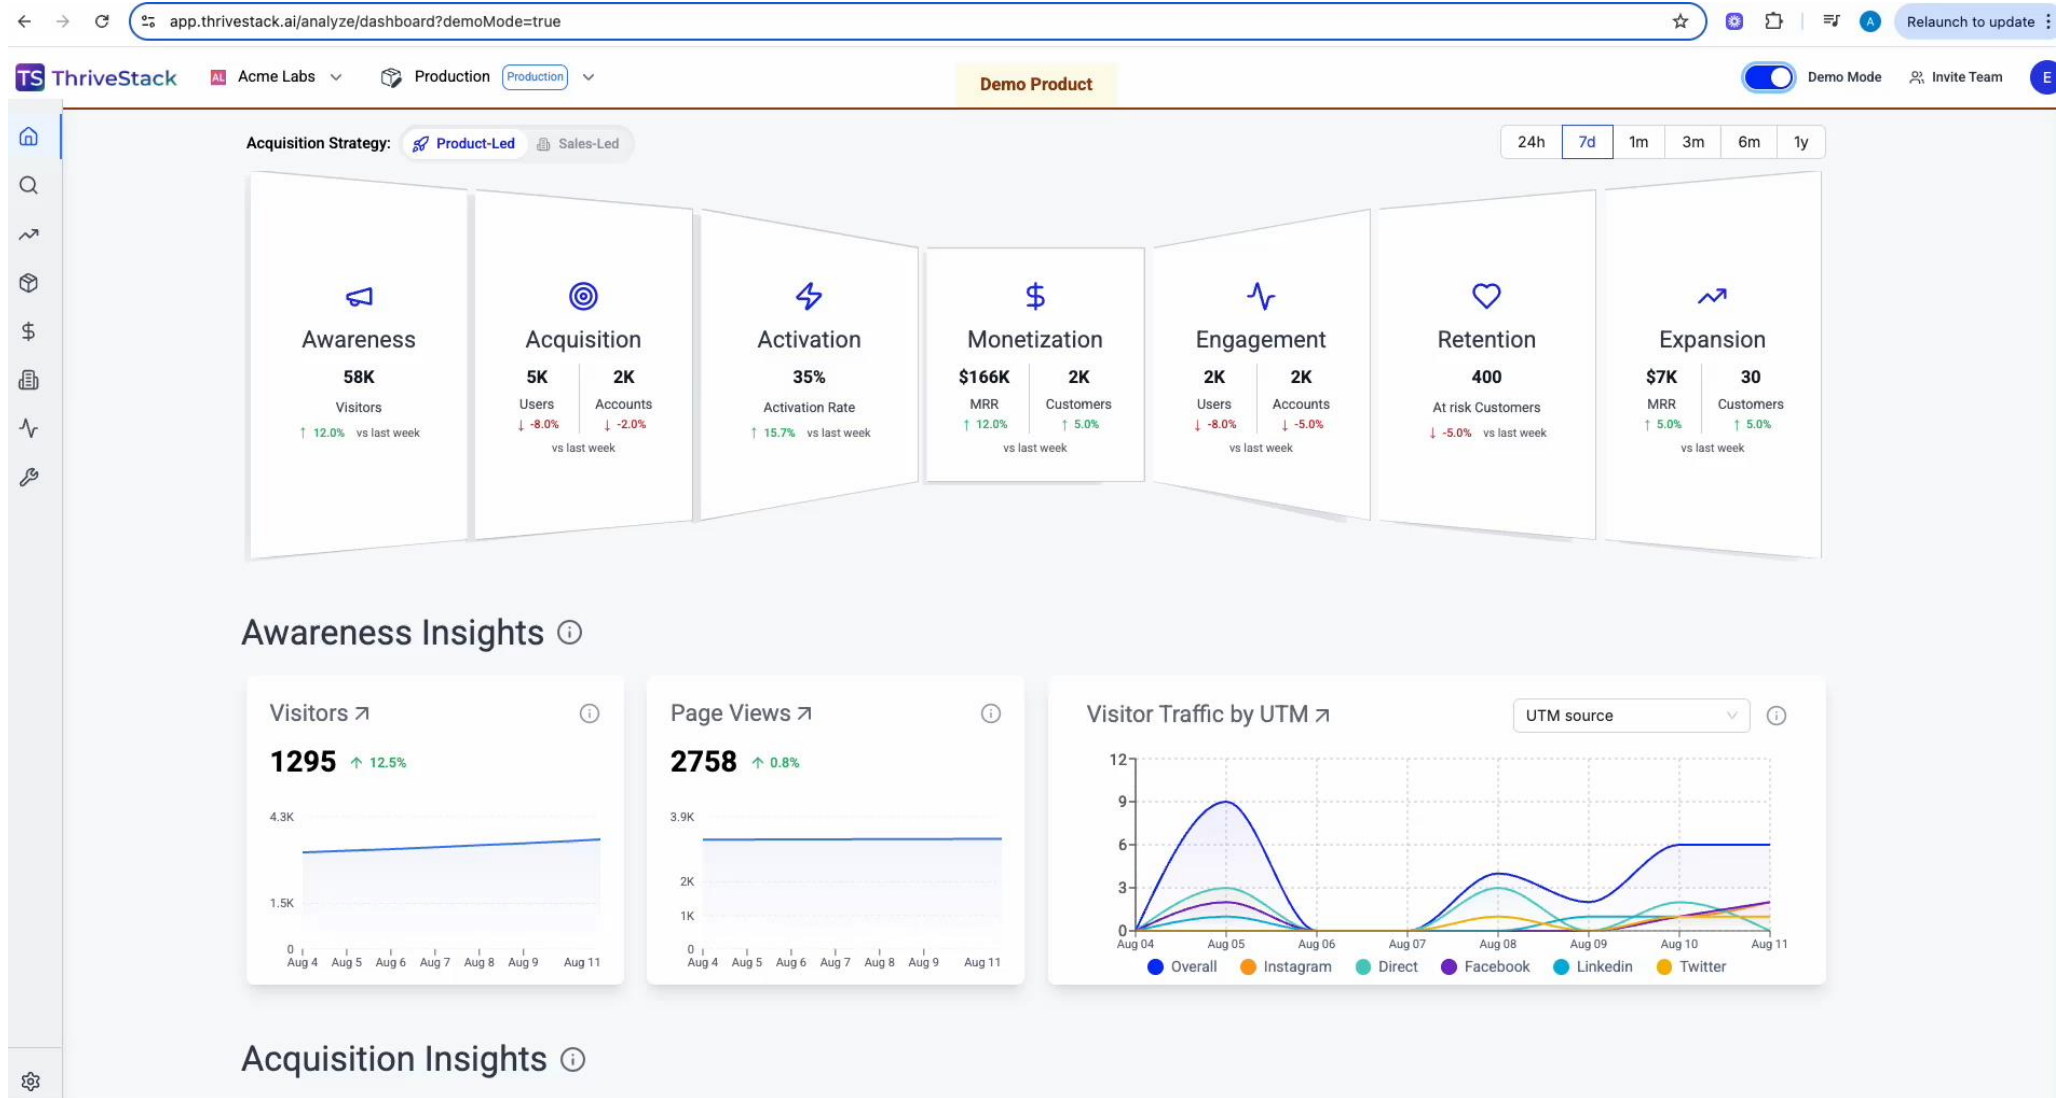 app.thrivestack.ai/analyze/dashboard?demoMode=true
A
Relaunch to update
TS ThriveStack
AL Acme Labs
Production Production
Demo Product
Demo Mode
Invite Team
E
Acquisition Strategy: Product-Led Sales-Led
24h 7d 1m 3m 6m 1y
Awareness
58K
Visitors
↑ 12.0% vs last week
Acquisition
5K 2K
Users Accounts
↓ -8.0% ↓ -2.0%
vs last week
Activation
35%
Activation Rate
↑ 15.7% vs last week
Monetization
$166K 2K
MRR Customers
↑ 12.0% ↑ 5.0%
vs last week
Engagement
2K 2K
Users Accounts
↓ -8.0% ↓ -5.0%
vs last week
Retention
400
At risk Customers
↓ -5.0% vs last week
Expansion
$7K 30
MRR Customers
↑ 5.0% ↑ 5.0%
vs last week
Awareness Insights
Visitors
1295 ↑ 12.5%
4.3K
1.5K
0
Aug 4 Aug 5 Aug 6 Aug 7 Aug 8 Aug 9 Aug 11
Page Views
2758 ↑ 0.8%
3.9K
2K
1K
0
Aug 4 Aug 5 Aug 6 Aug 7 Aug 8 Aug 9 Aug 11
Visitor Traffic by UTM
UTM source
12
9
6
3
0
Aug 04 Aug 05 Aug 06 Aug 07 Aug 08 Aug 09 Aug 10 Aug 11
Overall Instagram Direct Facebook Linkedin Twitter
Acquisition Insights